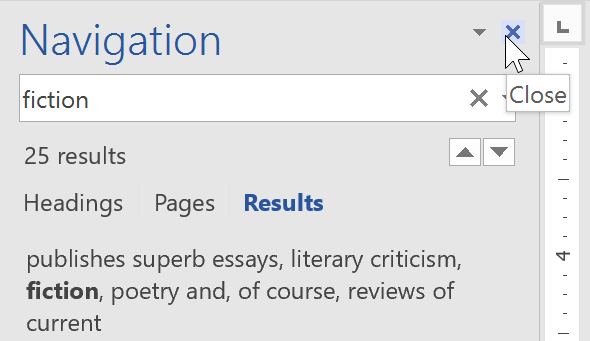 Navigation
fiction
Close
25 results
Headings Pages Results
publishes superb essays, literary criticism,
fiction, poetry and, of course, reviews of
current
4